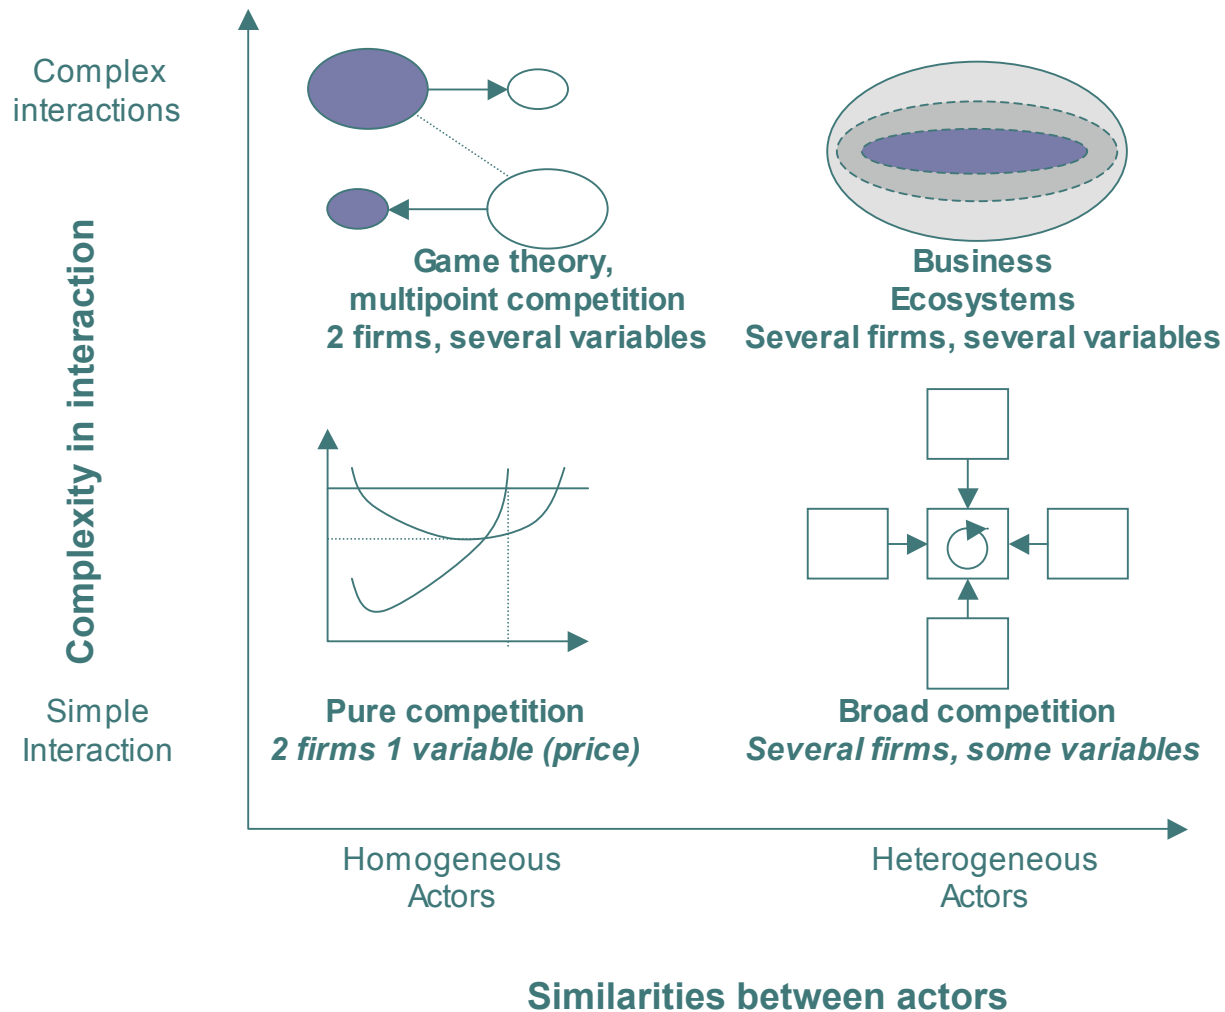 Complex
interactions
Game theory,
multipoint competition
2 firms, several variables
Business
Ecosystems
Several firms, several variables
Complexity in interaction
Simple
Interaction
Pure competition
2 firms 1 variable (price)
Broad competition
Several firms, some variables
Homogeneous
Actors
Heterogeneous
Actors
Similarities between actors